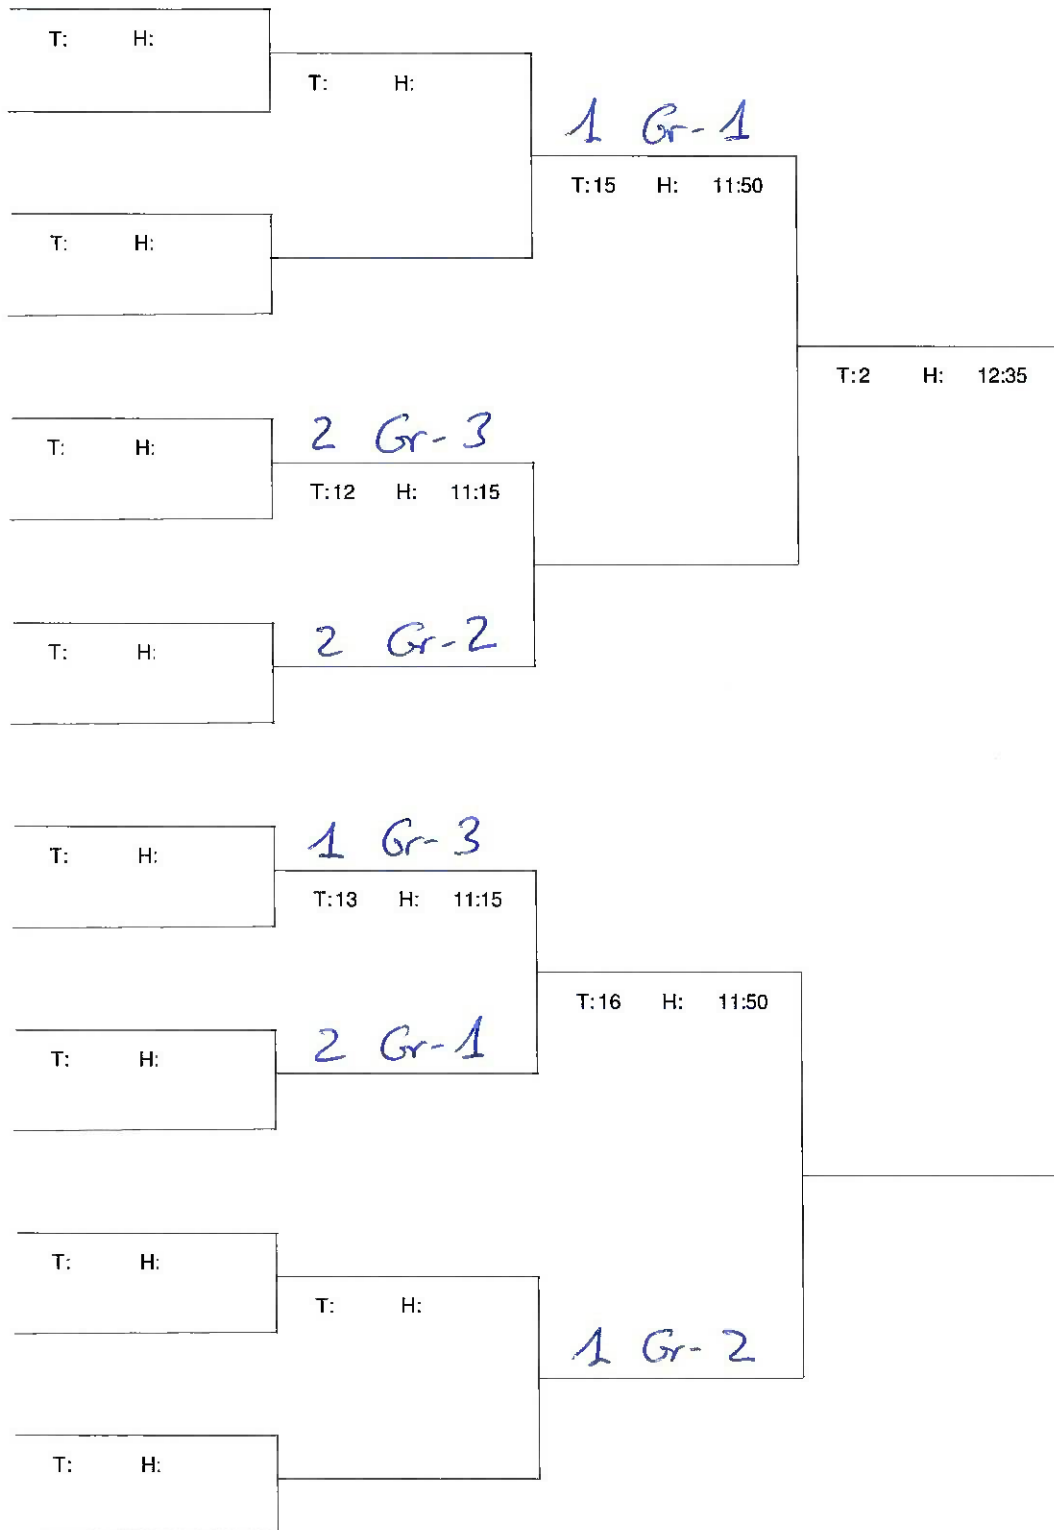 T: H:
T: H:
1 Gr-1
T:15 H: 11:50
T: H:
T:2 H: 12:35
2 Gr-3
T: H:
T:12 H: 11:15
2 Gr-2
T: H:
1 Gr-3
T: H:
T:13 H: 11:15
T:16 H: 11:50
2 Gr-1
T: H:
T: H:
T: H:
1 Gr-2
T: H: